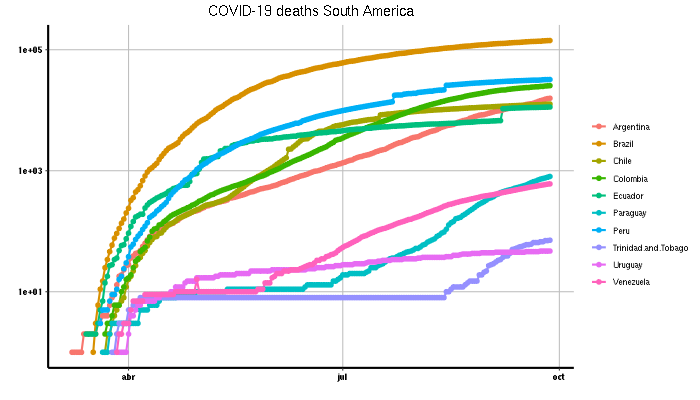 COVID-19 deaths South America
1e+05
1e+03
1e+01
abr jul oct
Argentina
Brazil
Chile
Colombia
Ecuador
Paraguay
Peru
Trinidad.and.Tobago
Uruguay
Venezuela